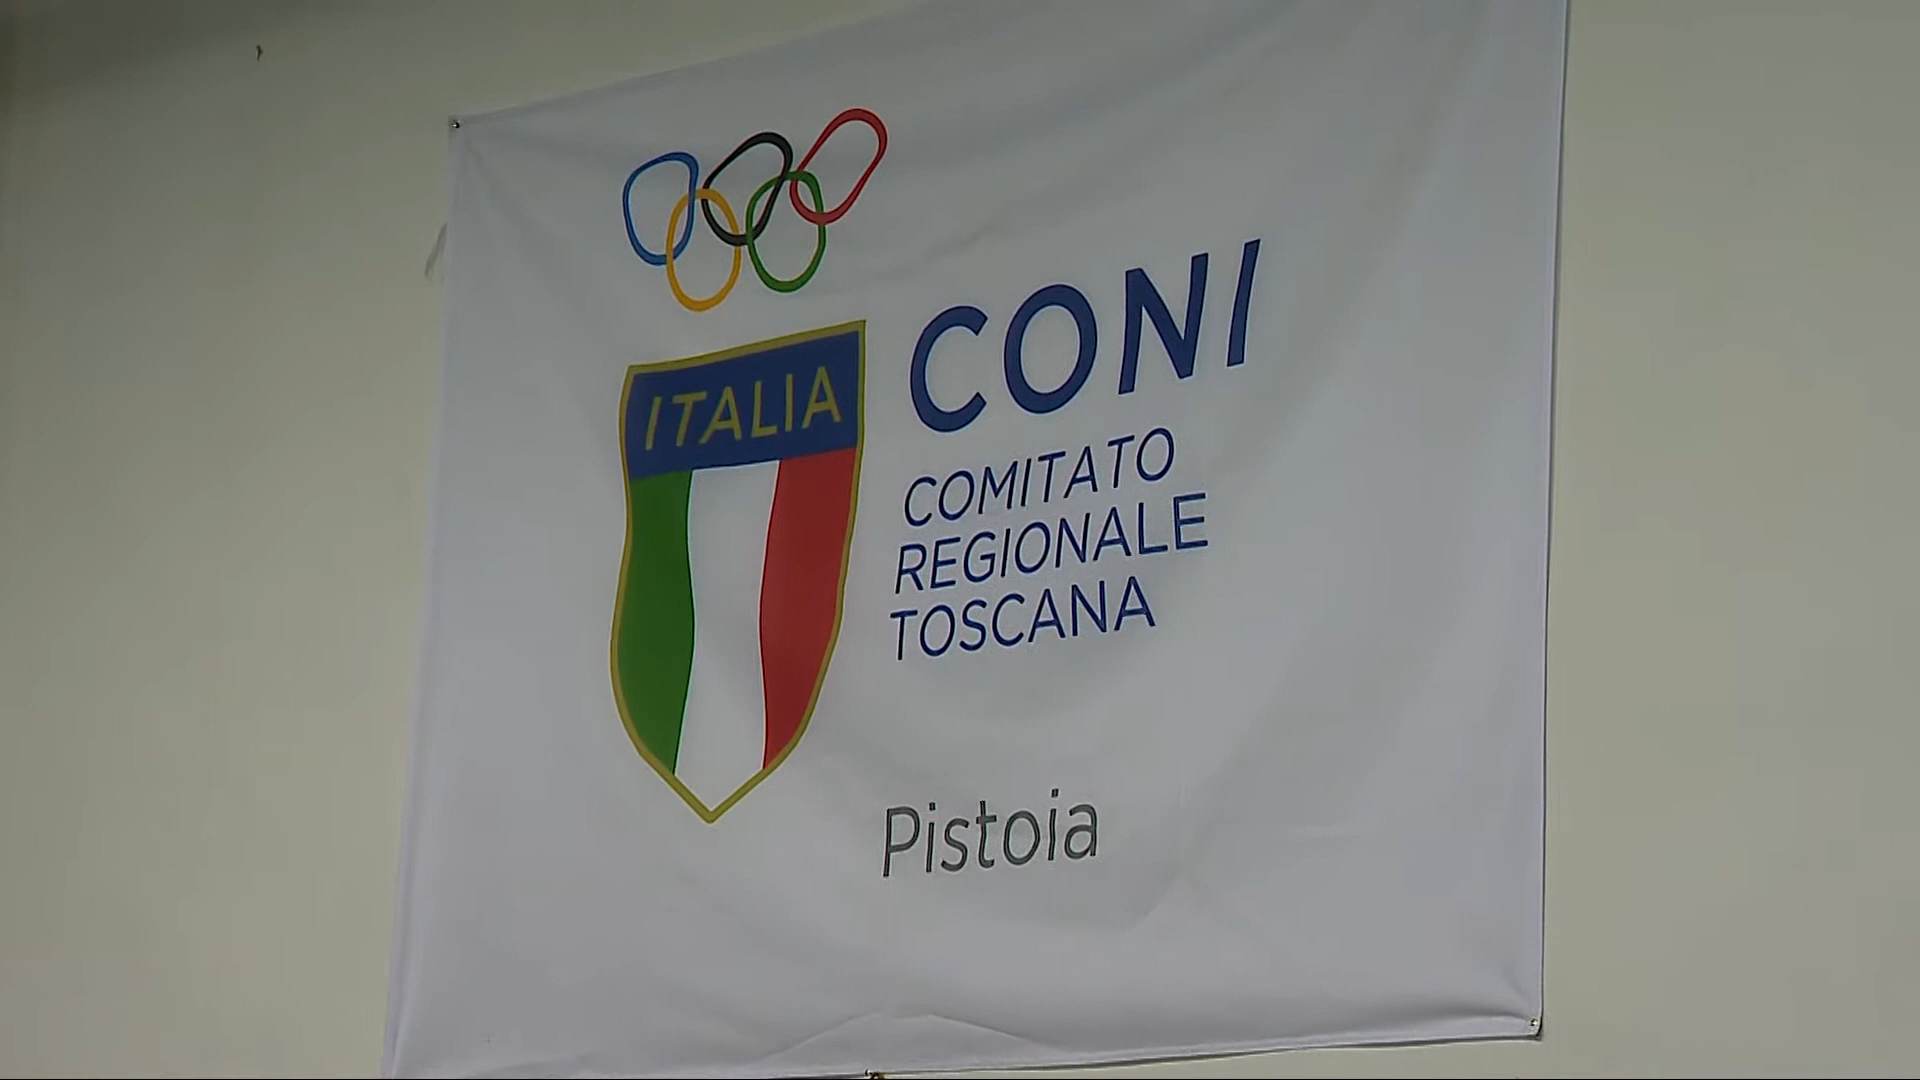 ITALIA
CONI
COMITATO
REGIONALE
TOSCANA
Pistoia